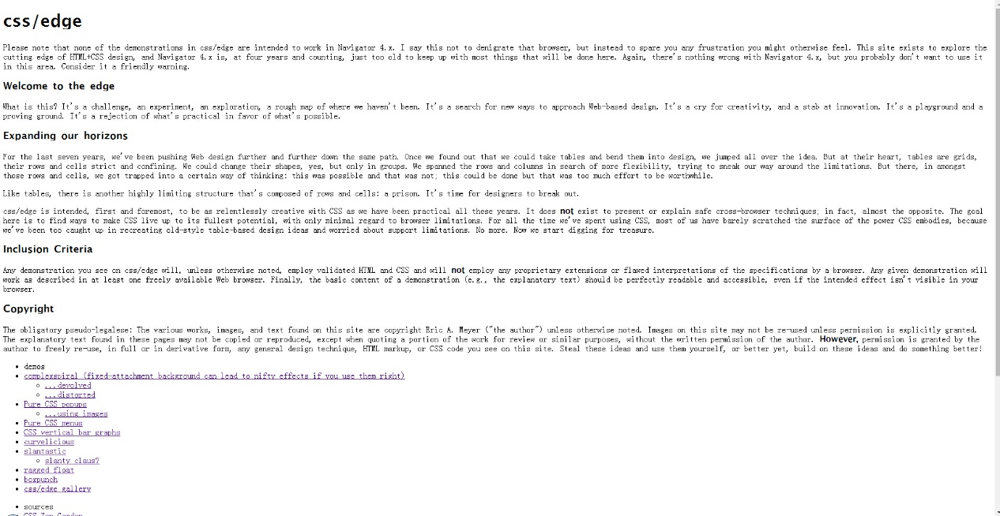 css/edge
Please note that none of the demonstrations in css/edge are intended to work in Navigator 4.x. I say this not to denigrate that browser, but instead to spare you any frustration you might otherwise feel. This site exists to explore the
cutting edge of HTML+CSS design, and Navigator 4.x is, at four years and counting, just too old to keep up with most things that will be done here. Again, there's nothing wrong with Navigator 4.x, but you probably don't want to use it
in this area. Consider it a friendly warning.
Welcome to the edge
What is this? It's a challenge, an experiment, an exploration, a rough map of where we haven't been. It's a search for new ways to approach Web-based design. It's a cry for creativity, and a stab at innovation. It's a playground and a
proving ground. It's a rejection of what's practical in favor of what's possible.
Expanding our horizons
For the last seven years, we've been pushing Web design further and further down the same path. Once we found out that we could take tables and bend them into design, we jumped all over the idea. But at their heart, tables are grids,
their rows and cells strict and confining. We could change their shapes, yes, but only in groups. We spanned the rows and columns in search of more flexibility, trying to sneak our way around the limitations. But there, in amongst
those rows and cells, we got trapped into a certain way of thinking: this was possible and that was not; this could be done but that was too much effort to be worthwhile.
Like tables, there is another highly limiting structure that's composed of rows and cells: a prison. It's time for designers to break out.
css/edge is intended, first and foremost, to be as relentlessly creative with CSS as we have been practical all these years. It does not exist to present or explain safe cross-browser techniques; in fact, almost the opposite. The goal
here is to find ways to make CSS live up to its fullest potential, with only minimal regard to browser limitations. For all the time we've spent using CSS, most of us have barely scratched the surface of the power CSS embodies, because
we've been too caught up in recreating old-style table-based design ideas and worried about support limitations. No more. Now we start digging for treasure.
Inclusion Criteria
Any demonstration you see on css/edge will, unless otherwise noted, employ validated HTML and CSS and will not employ any proprietary extensions or flawed interpretations of the specifications by a browser. Any given demonstration will
work as described in at least one freely available Web browser. Finally, the basic content of a demonstration (e.g., the explanatory text) should be perfectly readable and accessible, even if the intended effect isn't visible in your
browser.
Copyright
The obligatory pseudo-legalese: The various works, images, and text found on this site are copyright Eric A. Meyer ("the author") unless otherwise noted. Images on this site may not be re-used unless permission is explicitly granted.
The explanatory text found in these pages may not be copied or reproduced, except when quoting a portion of the work for review or similar purposes, without the written permission of the author. However, permission is granted by the
author to freely re-use, in full or in derivative form, any general design technique, HTML markup, or CSS code you see on this site. Steal these ideas and use them yourself, or better yet, build on these ideas and do something better!
demos
complexspiral (fixed-attachment background can lead to nifty effects if you use them right)
...devolved
...distorted
Pure CSS popups
...using images
Pure CSS menus
CSS vertical bar graphs
curvelicious
slantastic
slanty claus?
ragged float
boxpunch
css/edge gallery
sources
CSS Zen Garden